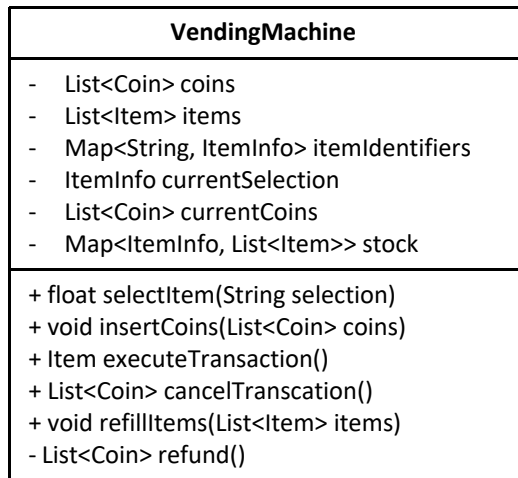 VendingMachine
- List<Coin> coins
- List<Item> items
- Map<String, ItemInfo> itemIdentifiers
- ItemInfo currentSelection
- List<Coin> currentCoins
- Map<ItemInfo, List<Item>> stock
+ float selectItem(String selection)
+ void insertCoins(List<Coin> coins)
+ Item executeTransaction()
+ List<Coin> cancelTranscation()
+ void refillItems(List<Item> items)
- List<Coin> refund()